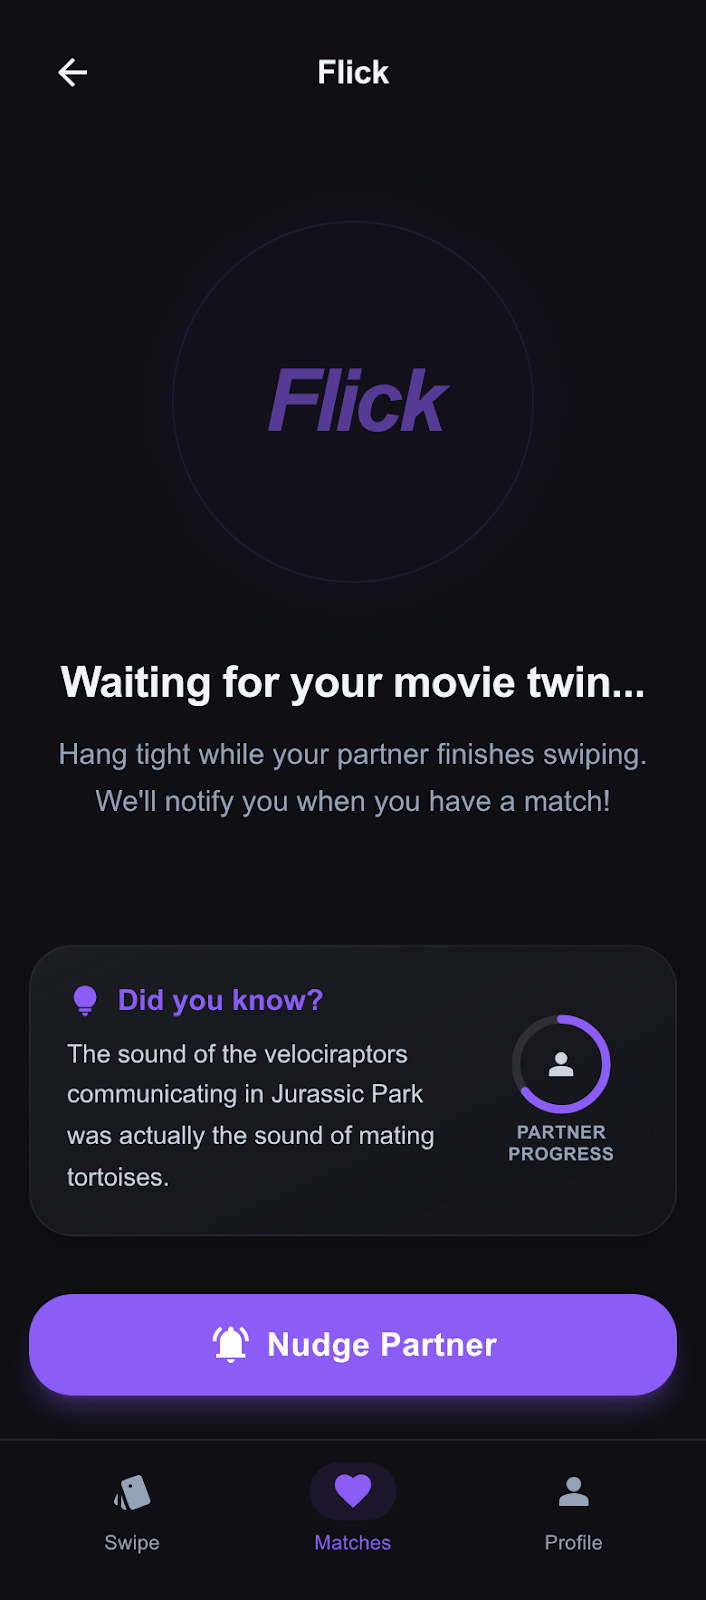 Flick
Flick
Waiting for your movie twin...
Hang tight while your partner finishes swiping.
We'll notify you when you have a match!
Did you know?
The sound of the velociraptors
communicating in Jurassic Park
was actually the sound of mating
tortoises.
PARTNER
PROGRESS
Nudge Partner
Swipe
Matches
Profile